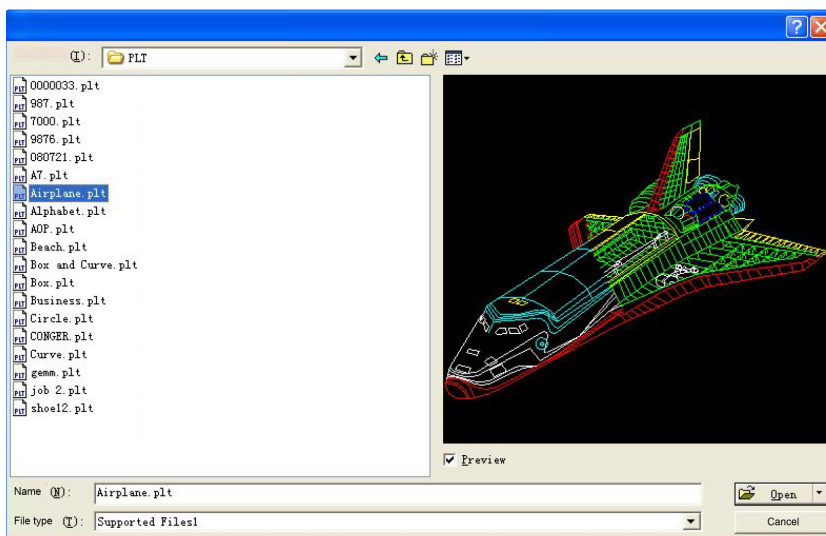 (I): PLT
0000033.plt
987.plt
7000.plt
9876.plt
080721.plt
A7.plt
Airplane.plt
Alphabet.plt
AOP.plt
Beach.plt
Box and Curve.plt
Box.plt
Business.plt
Circle.plt
CONGER.plt
Curve.plt
gemm.plt
job 2.plt
shoe12.plt
Preview
Name (N): Airplane.plt
Open
File type (T): Supported Files1
Cancel